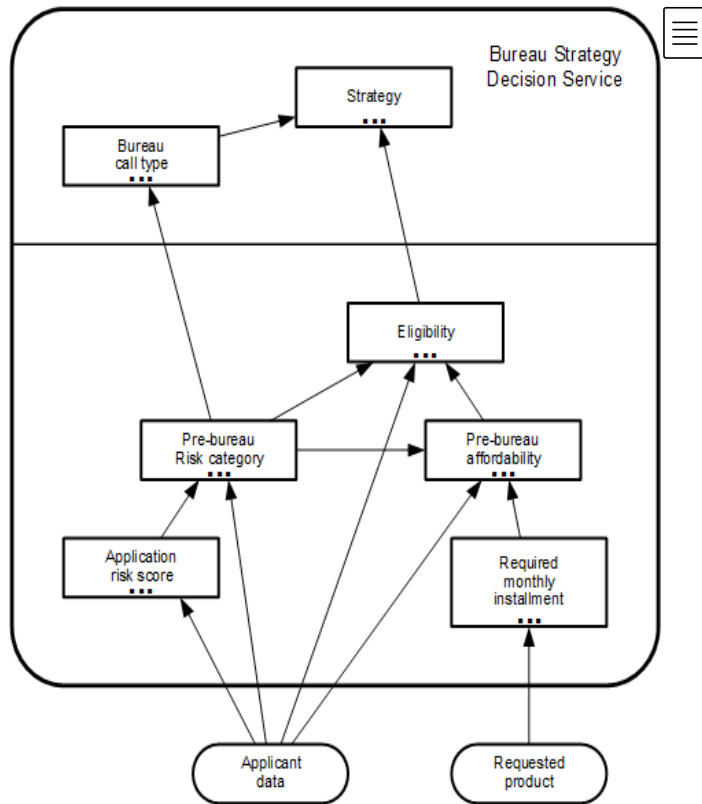 Bureau Strategy
Decision Service
Strategy
Bureau
call type
Eligibility
Pre-bureau
Risk category
Pre-bureau
affordability
Application
risk score
Required
monthly
installment
Applicant
data
Requested
product